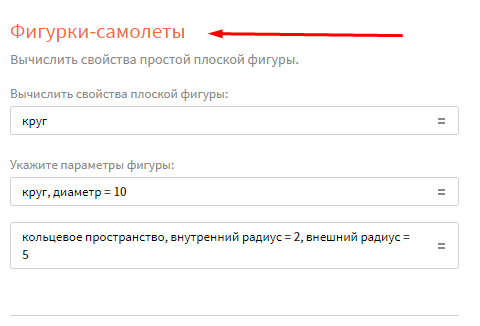 Фигурки-самолеты
Вычислить свойства простой плоской фигуры.
Вычислить свойства плоской фигуры:
круг =
Укажите параметры фигуры:
круг, диаметр = 10 =
кольцевое пространство, внутренний радиус = 2, внешний радиус =
5 =